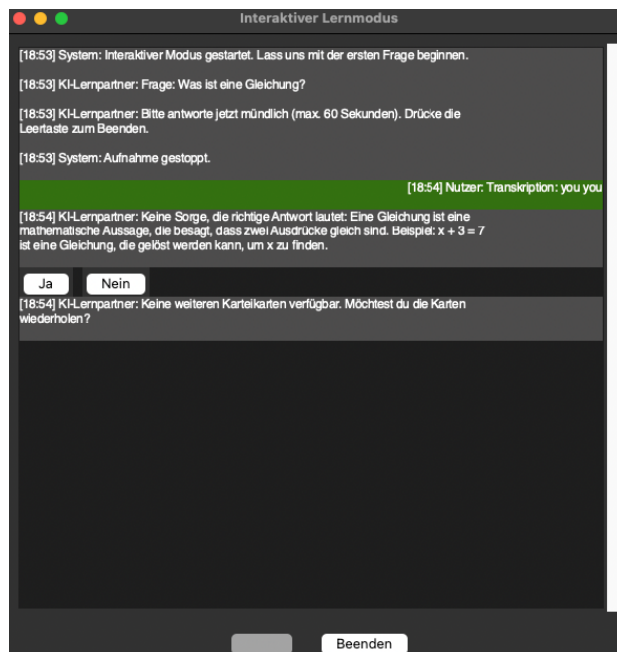 Interaktiver Lernmodus
[18:53] System: Interaktiver Modus gestartet. Lass uns mit der ersten Frage beginnen.
[18:53] KI-Lernpartner: Frage: Was ist eine Gleichung?
[18:53] KI-Lernpartner: Bitte antworte jetzt mündlich (max. 60 Sekunden). Drücke die
Leertaste zum Beenden.
[18:53] System: Aufnahme gestoppt.
[18:54] Nutzer: Transkription: you you
[18:54] KI-Lernpartner: Keine Sorge, die richtige Antwort lautet: Eine Gleichung ist eine
mathematische Aussage, die besagt, dass zwei Ausdrücke gleich sind. Beispiel: x + 3 = 7
ist eine Gleichung, die gelöst werden kann, um x zu finden.
Ja Nein
[18:54] KI-Lernpartner: Keine weiteren Karteikarten verfügbar. Möchtest du die Karten
wiederholen?
Beenden